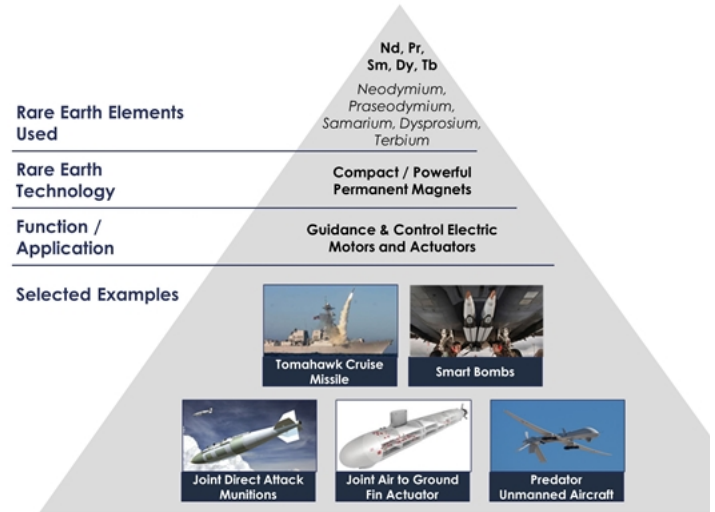 Nd, Pr,
Sm, Dy, Tb
Neodymium,
Praseodymium,
Samarium, Dysprosium,
Terbium
Rare Earth Elements
Used
Rare Earth
Technology
Compact / Powerful
Permanent Magnets
Function /
Application
Guidance & Control Electric
Motors and Actuators
Selected Examples
Tomahawk Cruise
Missile
Smart Bombs
Joint Direct Attack
Munitions
Joint Air to Ground
Fin Actuator
Predator
Unmanned Aircraft